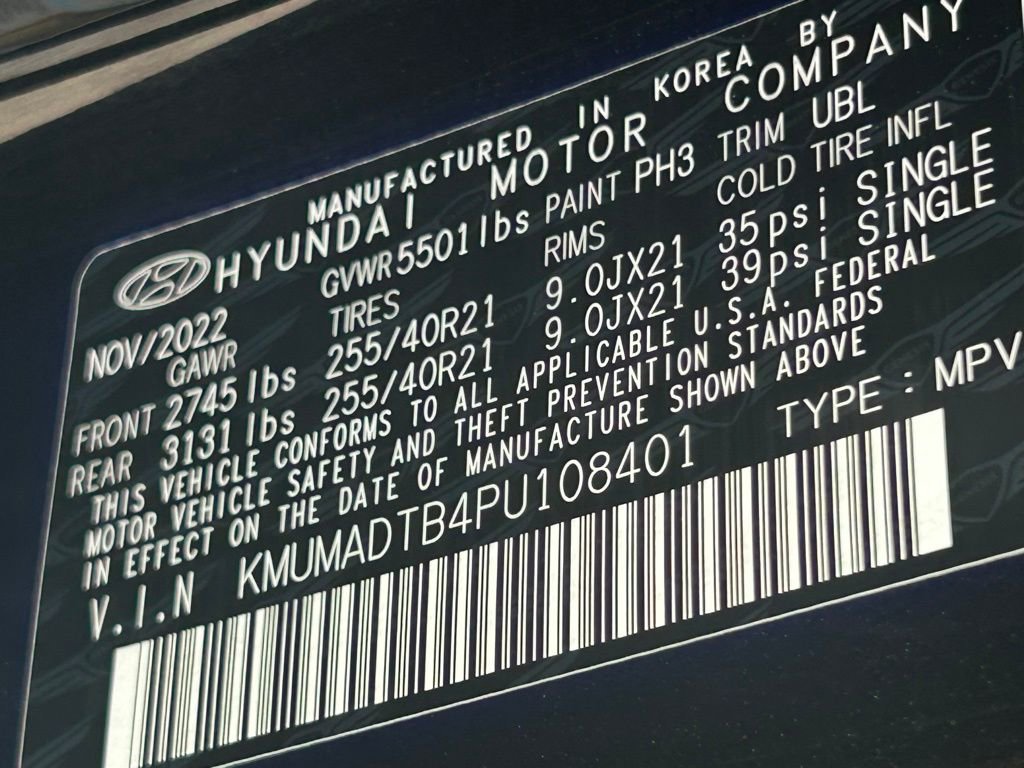 MANUFACTURED IN KOREA BY
HYUNDAI MOTOR COMPANY
NOV/2022 GVWR 5501 lbs PAINT PH3 TRIM UBL
GAWR TIRES RIMS COLD TIRE INFL
FRONT 2745 lbs 255/40R21 9.0JX21 35psi SINGLE
REAR 3131 lbs 255/40R21 9.0JX21 39psi SINGLE
THIS VEHICLE CONFORMS TO ALL APPLICABLE U.S.A. FEDERAL
MOTOR VEHICLE SAFETY AND THEFT PREVENTION STANDARDS
IN EFFECT ON THE DATE OF MANUFACTURE SHOWN ABOVE
V.I.N KMUMADTB4PU108401 TYPE : MPV